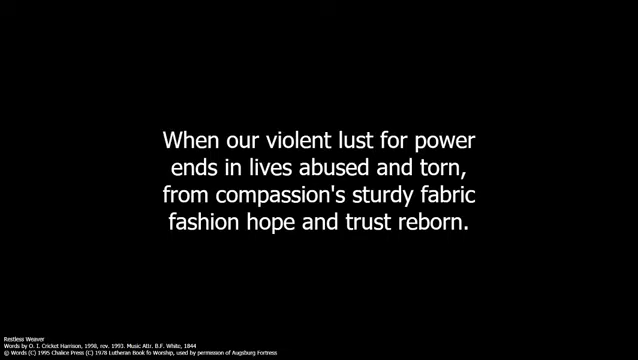 When our violent lust for power
ends in lives abused and torn,
from compassion's sturdy fabric
fashion hope and trust reborn.
Restless Weaver
Words by O. I. Cricket Harrison, 1998, rev. 1993. Music Attr. B.F. White, 1844
© Words (C) 1995 Chalice Press (C) 1978 Lutheran Book fo Worship, used by permission of Augsburg Fortress